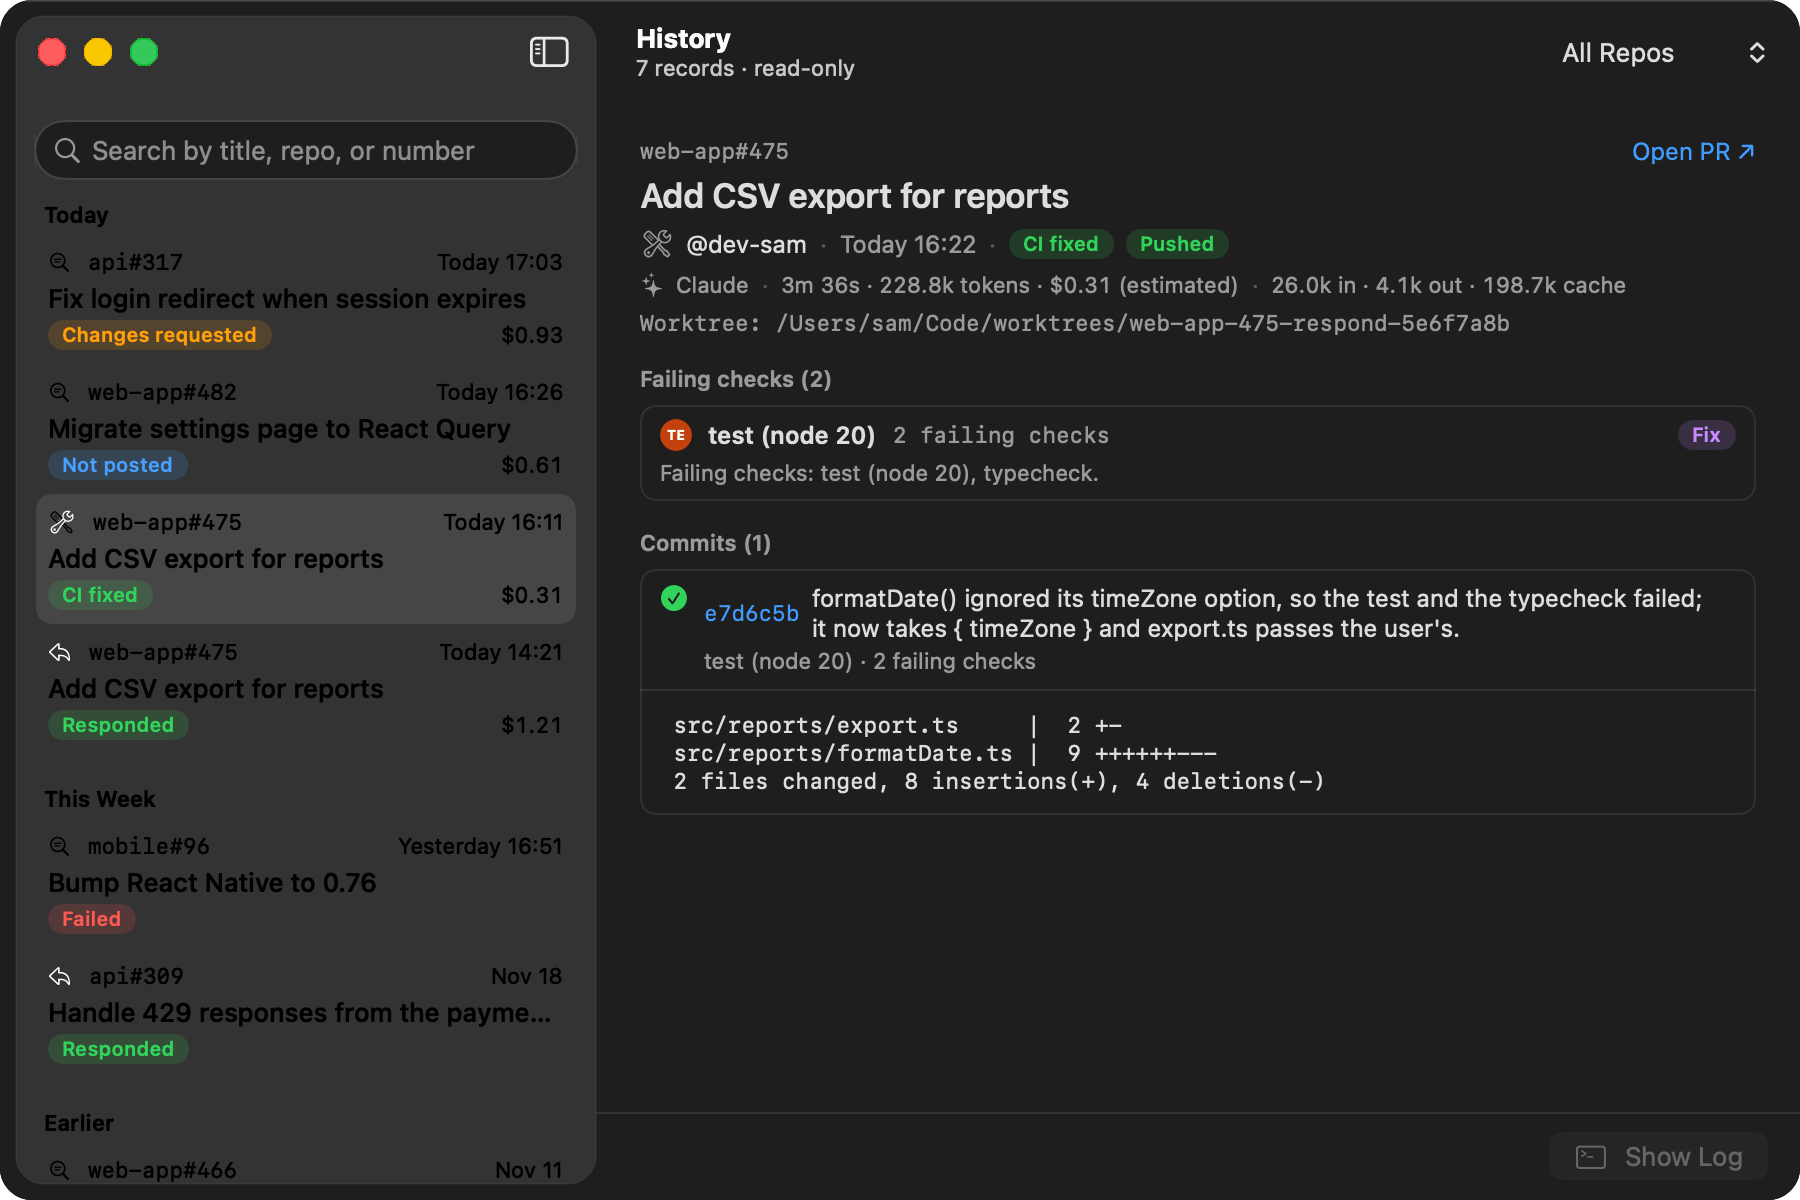 Search by title, repo, or number
Today
api#317 Today 17:03
Fix login redirect when session expires
Changes requested $0.93
web-app#482 Today 16:26
Migrate settings page to React Query
Not posted $0.61
web-app#475 Today 16:11
Add CSV export for reports
CI fixed $0.31
web-app#475 Today 14:21
Add CSV export for reports
Responded $1.21
This Week
mobile#96 Yesterday 16:51
Bump React Native to 0.76
Failed
api#309 Nov 18
Handle 429 responses from the payme...
Responded
Earlier
web-app#466 Nov 11
History
7 records · read-only
All Repos
web-app#475
Open PR ↗
Add CSV export for reports
@dev-sam · Today 16:22 · CI fixed Pushed
Claude · 3m 36s · 228.8k tokens · $0.31 (estimated) · 26.0k in · 4.1k out · 198.7k cache
Worktree: /Users/sam/Code/worktrees/web-app-475-respond-5e6f7a8b
Failing checks (2)
TE test (node 20) 2 failing checks Fix
Failing checks: test (node 20), typecheck.
Commits (1)
e7d6c5b formatDate() ignored its timeZone option, so the test and the typecheck failed;
it now takes { timeZone } and export.ts passes the user's.
test (node 20) · 2 failing checks
src/reports/export.ts | 2 +-
src/reports/formatDate.ts | 9 ++++++---
2 files changed, 8 insertions(+), 4 deletions(-)
Show Log